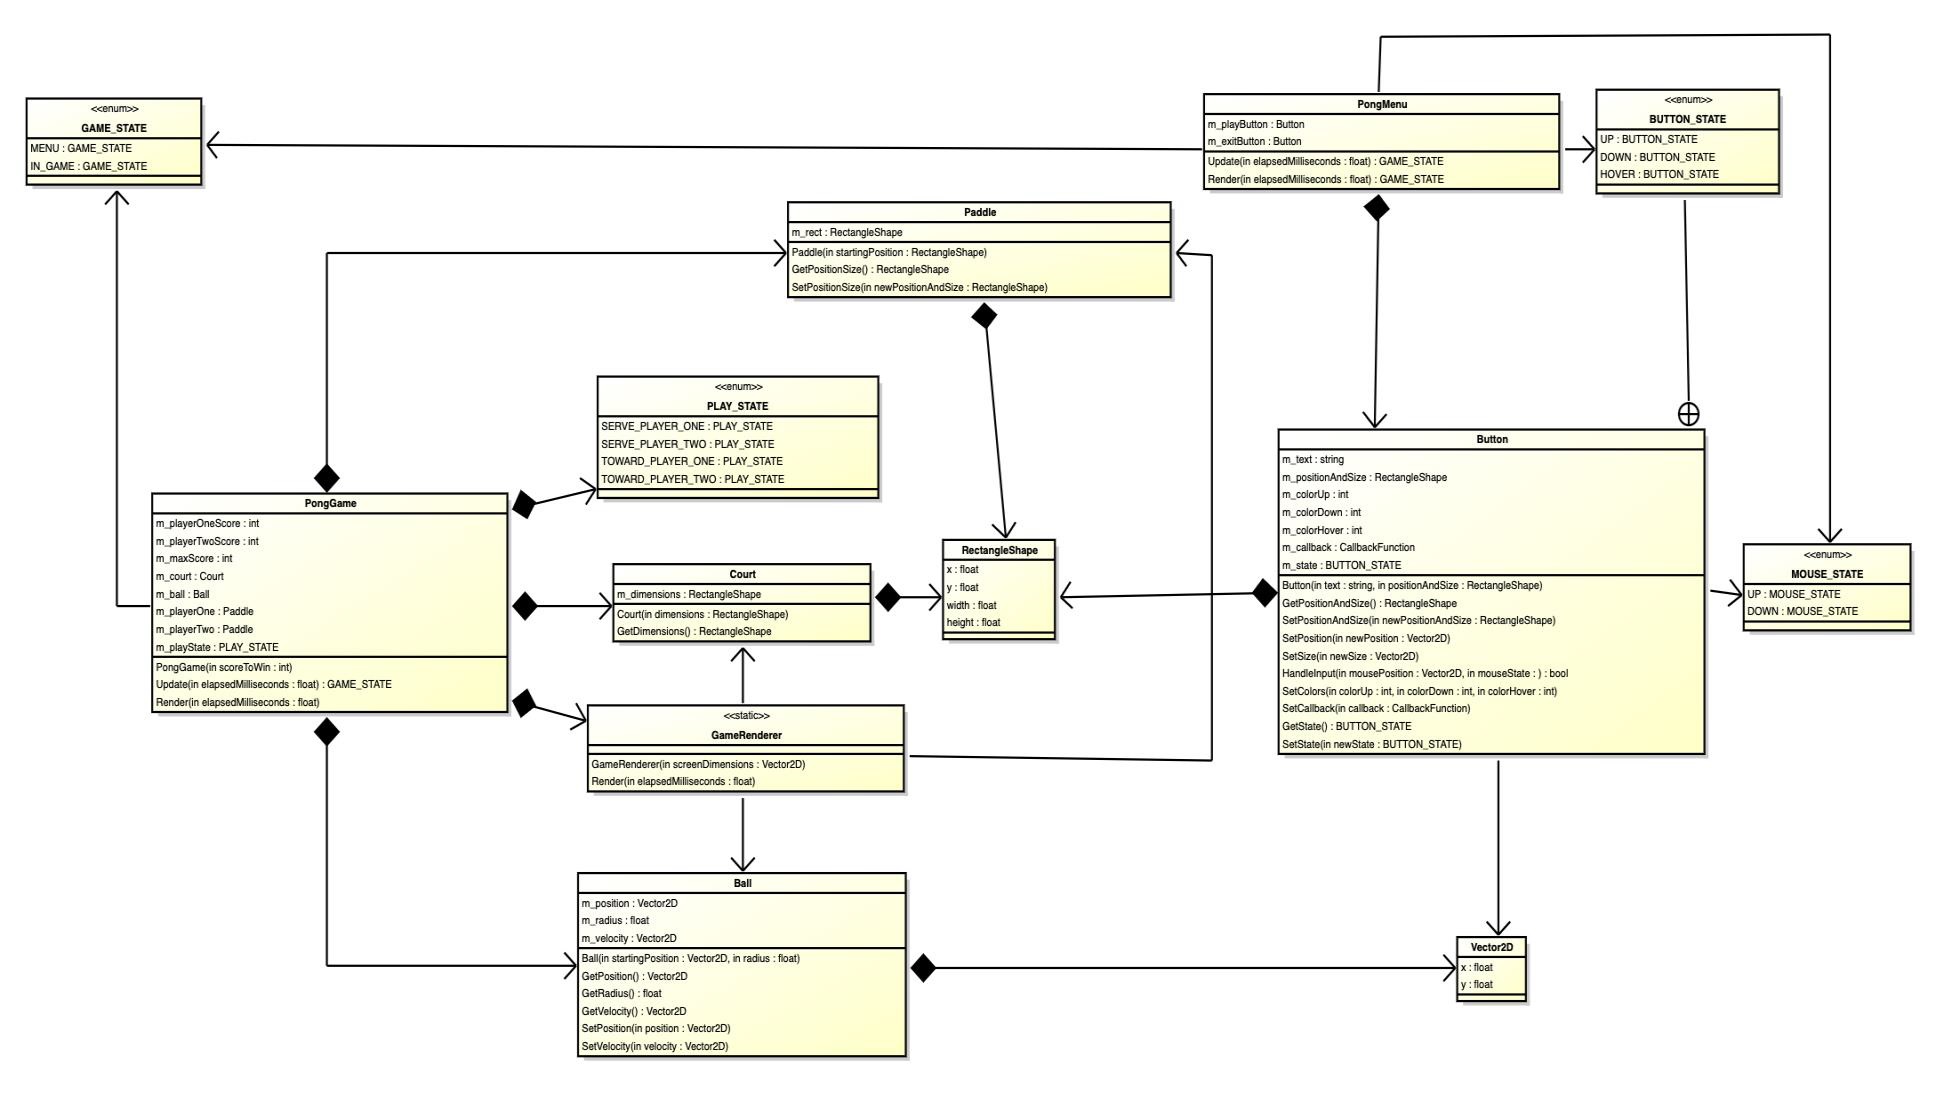 <<enum>>
GAME_STATE
MENU : GAME_STATE
IN_GAME : GAME_STATE
PongMenu
m_playButton : Button
m_exitButton : Button
Update(in elapsedMilliseconds : float) : GAME_STATE
Render(in elapsedMilliseconds : float) : GAME_STATE
<<enum>>
BUTTON_STATE
UP : BUTTON_STATE
DOWN : BUTTON_STATE
HOVER : BUTTON_STATE
Paddle
m_rect : RectangleShape
Paddle(in startingPosition : RectangleShape)
GetPositionSize() : RectangleShape
SetPositionSize(in newPositionAndSize : RectangleShape)
<<enum>>
PLAY_STATE
SERVE_PLAYER_ONE : PLAY_STATE
SERVE_PLAYER_TWO : PLAY_STATE
TOWARD_PLAYER_ONE : PLAY_STATE
TOWARD_PLAYER_TWO : PLAY_STATE
PongGame
m_playerOneScore : int
m_playerTwoScore : int
m_maxScore : int
m_court : Court
m_ball : Ball
m_playerOne : Paddle
m_playerTwo : Paddle
m_playState : PLAY_STATE
PongGame(in scoreToWin : int)
Update(in elapsedMilliseconds : float) : GAME_STATE
Render(in elapsedMilliseconds : float)
Court
m_dimensions : RectangleShape
Court(in dimensions : RectangleShape)
GetDimensions() : RectangleShape
RectangleShape
x : float
y : float
width : float
height : float
Button
m_text : string
m_positionAndSize : RectangleShape
m_colorUp : int
m_colorDown : int
m_colorHover : int
m_callback : CallbackFunction
m_state : BUTTON_STATE
Button(in text : string, in positionAndSize : RectangleShape)
GetPositionAndSize() : RectangleShape
SetPositionAndSize(in newPositionAndSize : RectangleShape)
SetPosition(in newPosition : Vector2D)
SetSize(in newSize : Vector2D)
HandleInput(in mousePosition : Vector2D, in mouseState : ) : bool
SetColors(in colorUp : int, in colorDown : int, in colorHover : int)
SetCallback(in callback : CallbackFunction)
GetState() : BUTTON_STATE
SetState(in newState : BUTTON_STATE)
<<enum>>
MOUSE_STATE
UP : MOUSE_STATE
DOWN : MOUSE_STATE
<<static>>
GameRenderer
GameRenderer(in screenDimensions : Vector2D)
Render(in elapsedMilliseconds : float)
Ball
m_position : Vector2D
m_radius : float
m_velocity : Vector2D
Ball(in startingPosition : Vector2D, in radius : float)
GetPosition() : Vector2D
GetRadius() : float
GetVelocity() : Vector2D
SetPosition(in position : Vector2D)
SetVelocity(in velocity : Vector2D)
Vector2D
x : float
y : float